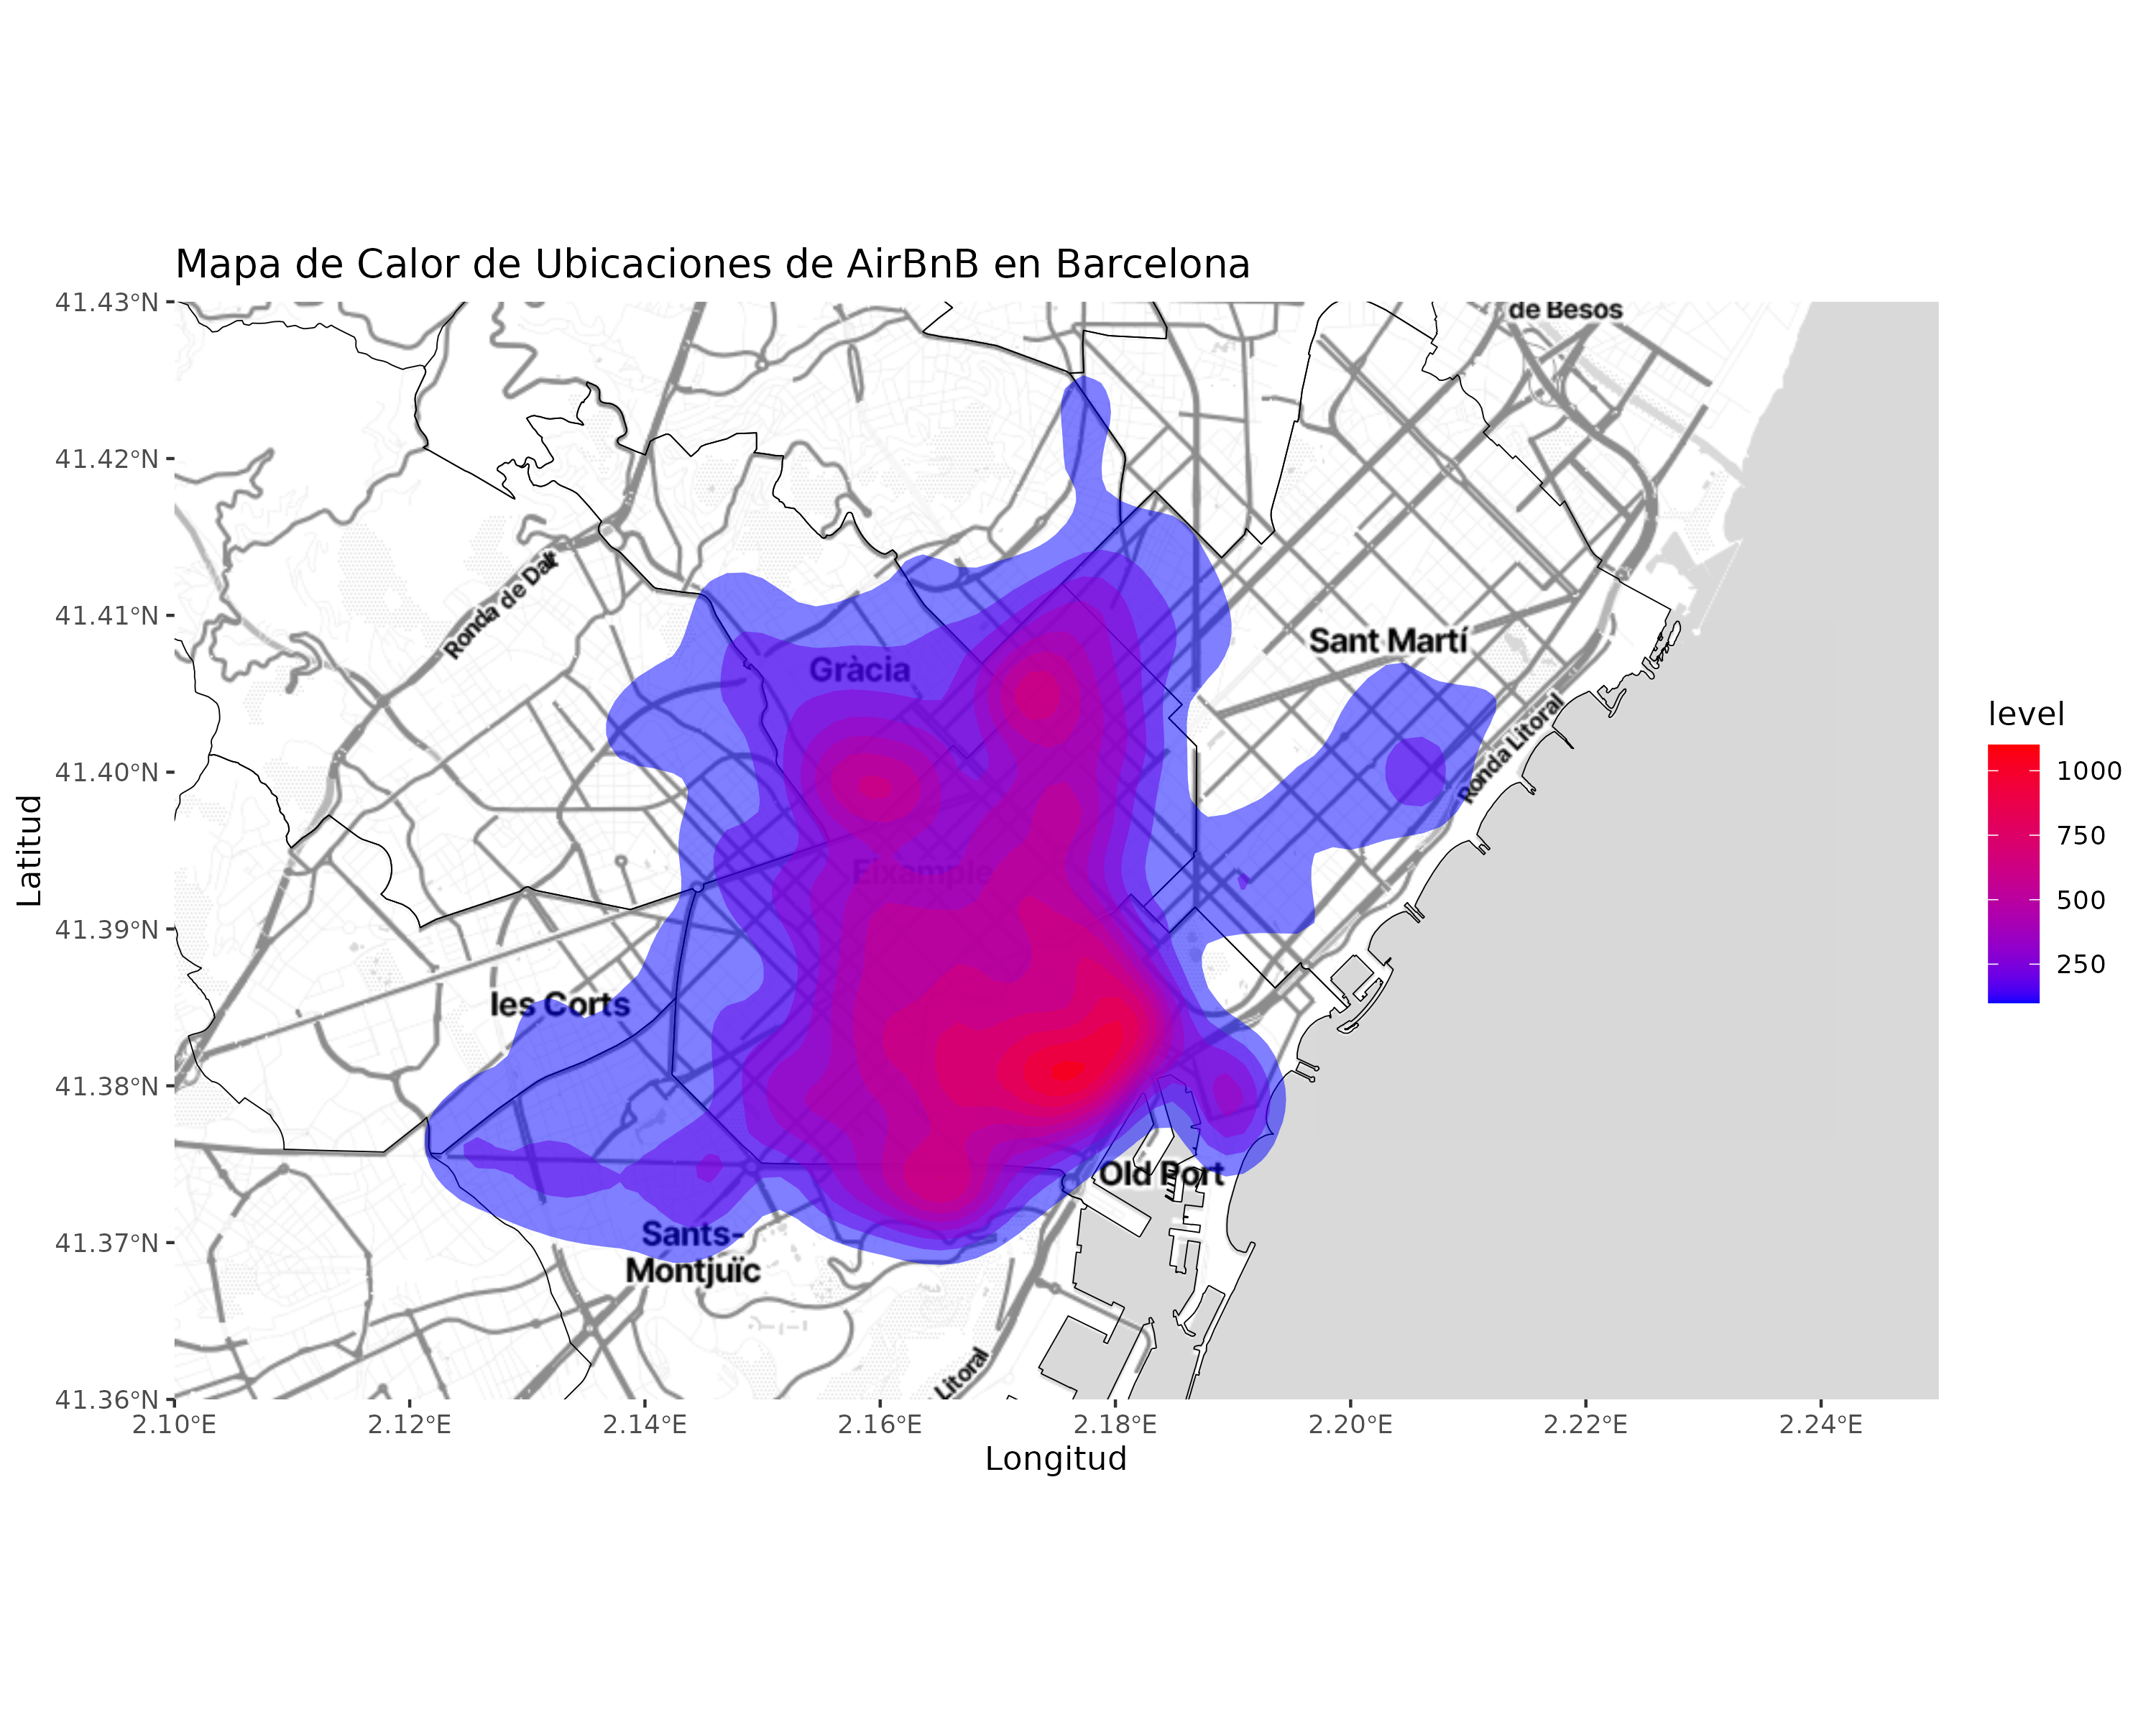 Mapa de Calor de Ubicaciones de AirBnB en Barcelona
41.43°N
41.42°N
41.41°N
41.40°N
41.39°N
41.38°N
41.37°N
41.36°N
Latitud
de Besòs
Ronda de Dalt
Gràcia
Sant Martí
Ronda Litoral
Eixample
les Corts
Old Port
Sants-
Montjuïc
Litoral
2.10°E
2.12°E
2.14°E
2.16°E
2.18°E
2.20°E
2.22°E
2.24°E
Longitud
level
1000
750
500
250